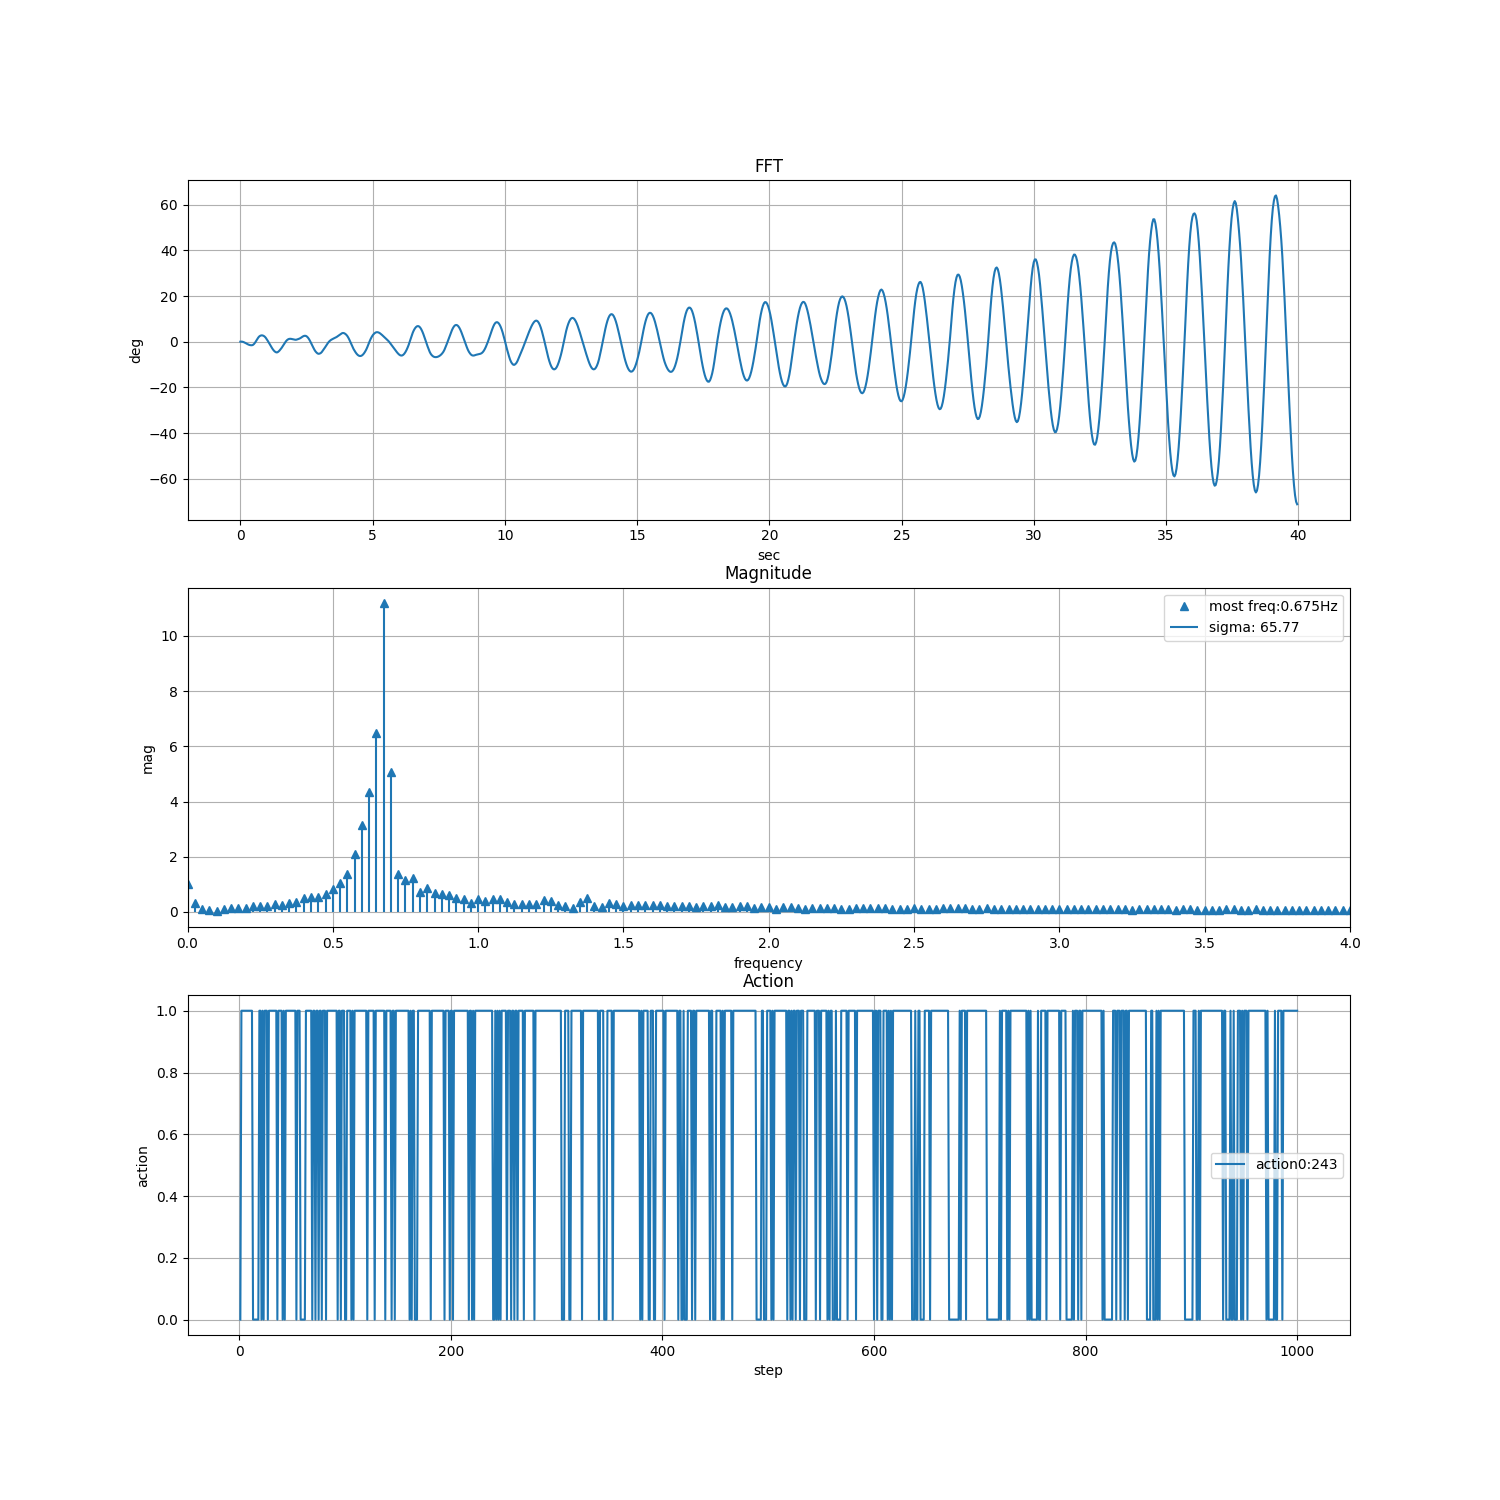 FFT
deg
60
40
20
0
−20
−40
−60
0 5 10 15 20 25 30 35 40
sec
Magnitude
mag
10
8
6
4
2
0
most freq:0.675Hz
sigma: 65.77
0.0 0.5 1.0 1.5 2.0 2.5 3.0 3.5 4.0
frequency
Action
action
1.0
0.8
0.6
0.4
0.2
0.0
action0:243
0 200 400 600 800 1000
step